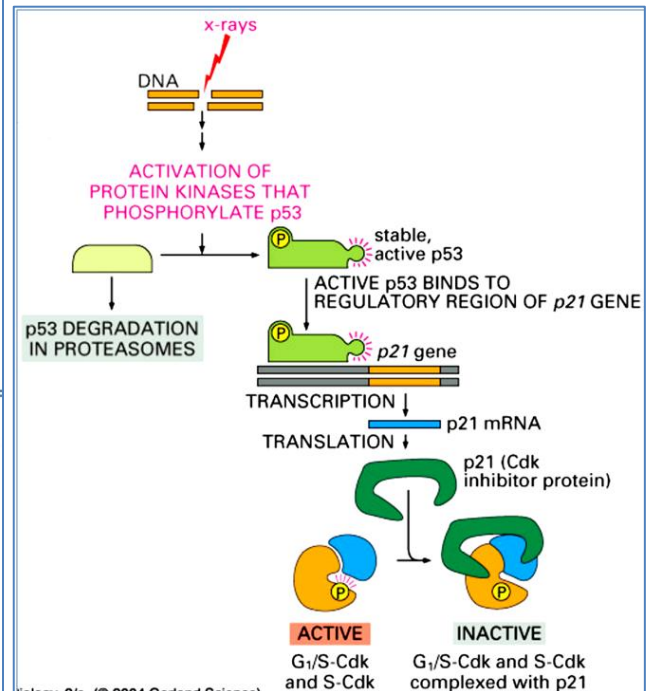 x-rays
DNA
ACTIVATION OF
PROTEIN KINASES THAT
PHOSPHORYLATE p53
P
stable,
active p53
ACTIVE p53 BINDS TO
REGULATORY REGION OF p21 GENE
p53 DEGRADATION
IN PROTEASOMES
P
p21 gene
TRANSCRIPTION
p21 mRNA
TRANSLATION
p21 (Cdk
inhibitor protein)
P
P
ACTIVE
INACTIVE
G₁/S-Cdk
and S-Cdk
G₁/S-Cdk and S-Cdk
complexed with p21